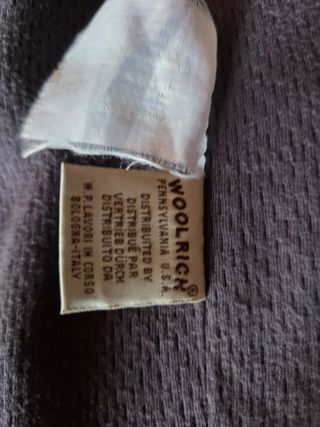 WOOLRICH®
PENNSYLVANIA U.S.A.
DISTRIBUTED BY
DISTRIBUÉ PAR
VERTRIEB DURCH
DISTRIBUITO DA
W.P. LAVORI IN CORSO
BOLOGNA-ITALY